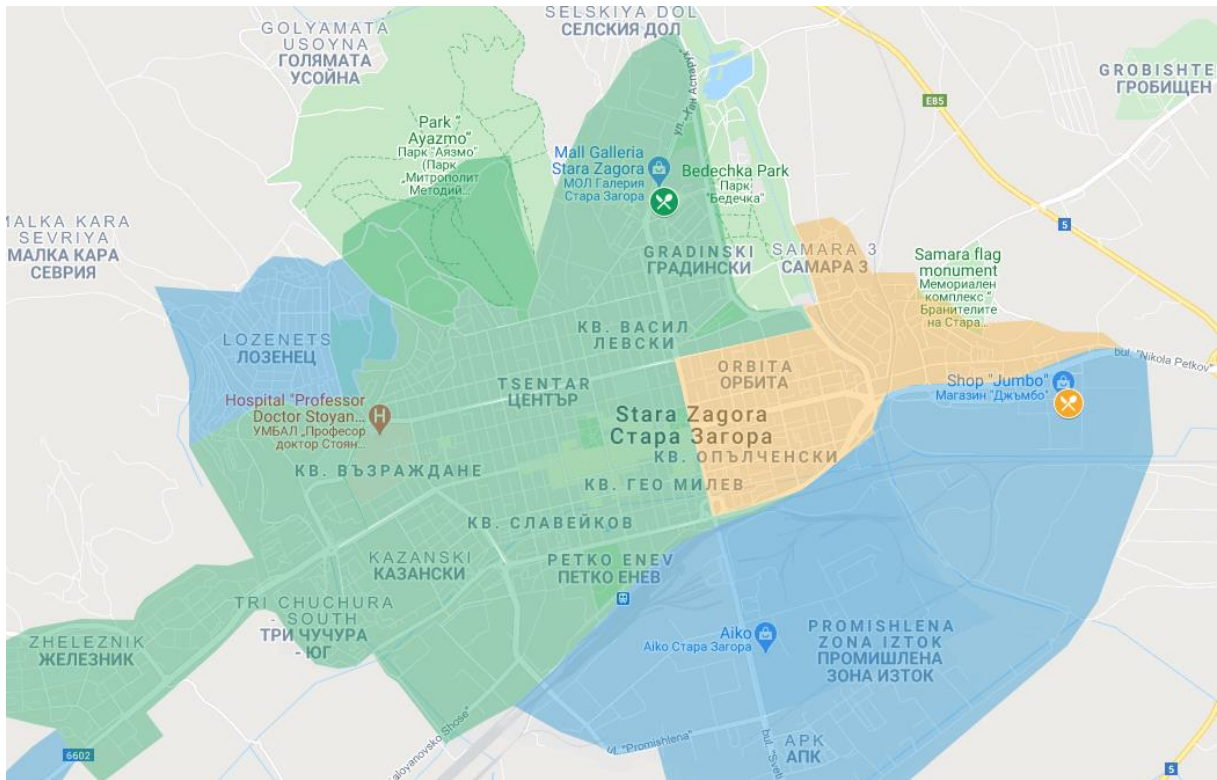 GOLYAMATA
USOYNA
ГОЛЯМАТА
УСОЙНА
SELSKIYA DOL
СЕЛСКИЯ ДОЛ
GROBISHTE
ГРОБИЩЕН
E85
Park "
Ayazmo"
Парк "Аязмо"
(Парк
"Митрополит
Методий...
Mall Galleria
Stara Zagora
МОЛ Галерия
Стара Загора
Bedechka Park
Парк
"Бедечка"
5
MALKA KARA
SEVRIYA
МАЛКА КАРА
СЕВРИЯ
GRADINSKI
ГРАДИНСКИ
SAMARA 3
САМАРА 3
Samara flag
monument
Мемориален
комплекс "
Бранителите
на Стара...
LOZENETS
ЛОЗЕНЕЦ
КВ. ВАСИЛ
ЛЕВСКИ
bul. "Nikola Petkov"
ORBITA
ОРБИТА
TSENTAR
ЦЕНТЪР
Shop "Jumbo"
Магазин "Джъмбо"
Hospital "Professor
Doctor Stoyan...
УМБАЛ „Професор
доктор Стоян...
H
Stara Zagora
Стара Загора
КВ. ОПЪЛЧЕНСКИ
КВ. ВЪЗРАЖДАНЕ
КВ. ГЕО МИЛЕВ
КВ. СЛАВЕЙКОВ
KAZANSKI
КАЗАНСКИ
PETKO ENEV
ПЕТКО ЕНЕВ
TRI CHUCHURA
- SOUTH
ТРИ ЧУЧУРА
- ЮГ
ZHELEZNIK
ЖЕЛЕЗНИК
Aiko
Aiko Стара Загора
PROMISHLENA
ZONA IZTOK
ПРОМИШЛЕНА
ЗОНА ИЗТОК
6602
aloyanovsko Shose"
ul. "Promishlena"
APK
АПК
bul. "Sveti
5